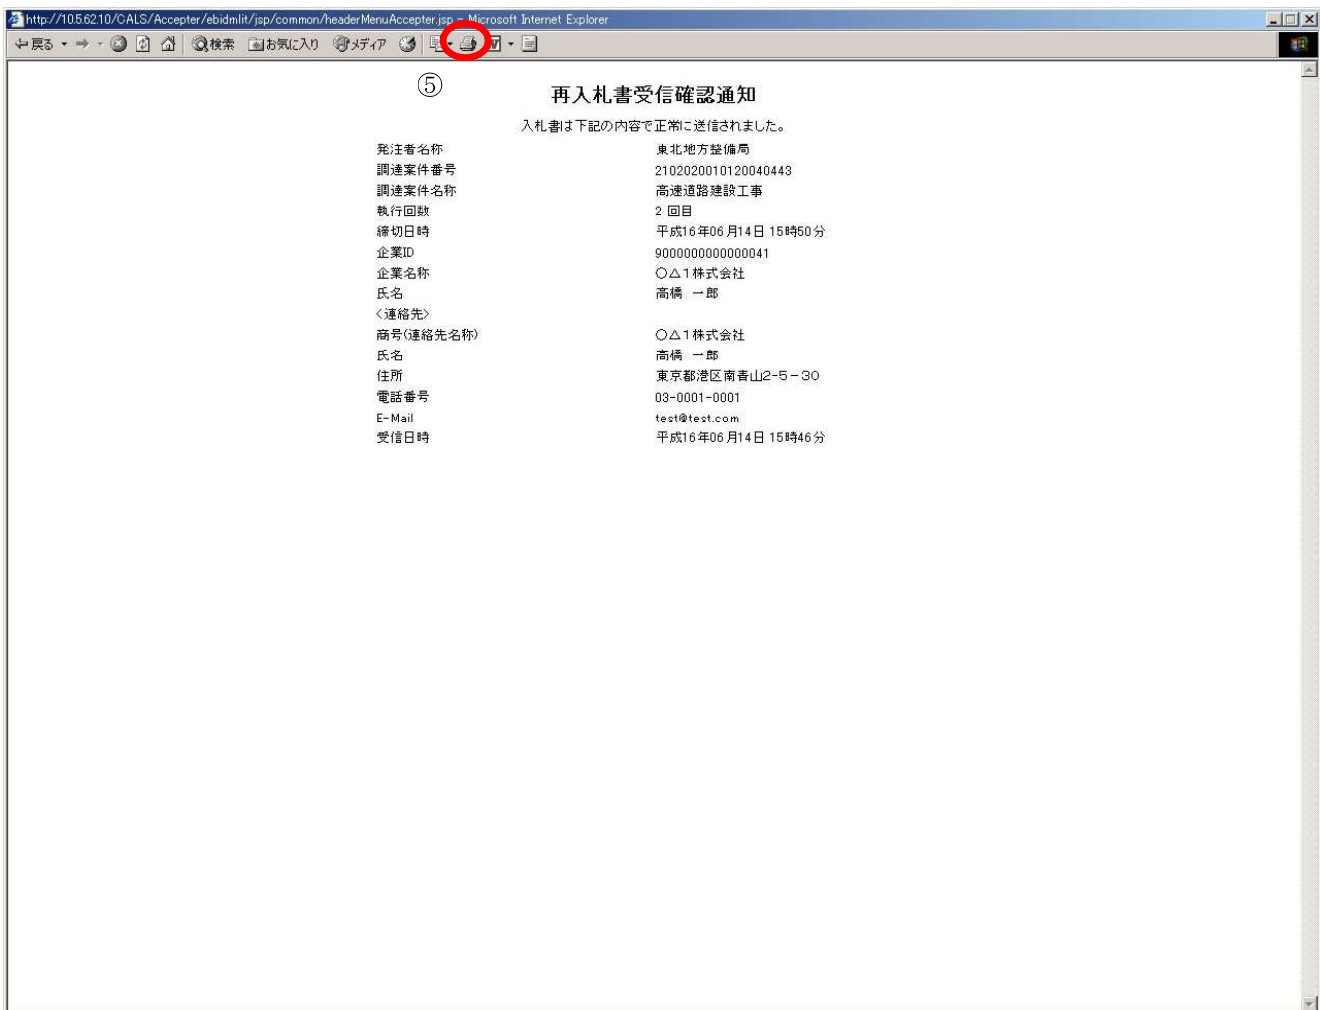 http://10.5.62.10/CALS/Accepter/ebidmlit/jsp/common/headerMenuAccepter.jsp - Microsoft Internet Explorer
戻る 検索 お気に入り メディア
⑤
再入札書受信確認通知
入札書は下記の内容で正常に送信されました。
発注者名称 東北地方整備局
調達案件番号 2102020010120040443
調達案件名称 高速道路建設工事
執行回数 2 回目
締切日時 平成16年06月14日 15時50分
企業ID 9000000000000041
企業名称 〇△1株式会社
氏名 高橋 一郎
<連絡先>
商号(連絡先名称) 〇△1株式会社
氏名 高橋 一郎
住所 東京都港区南青山2-5-30
電話番号 03-0001-0001
E-Mail test@test.com
受信日時 平成16年06月14日 15時46分